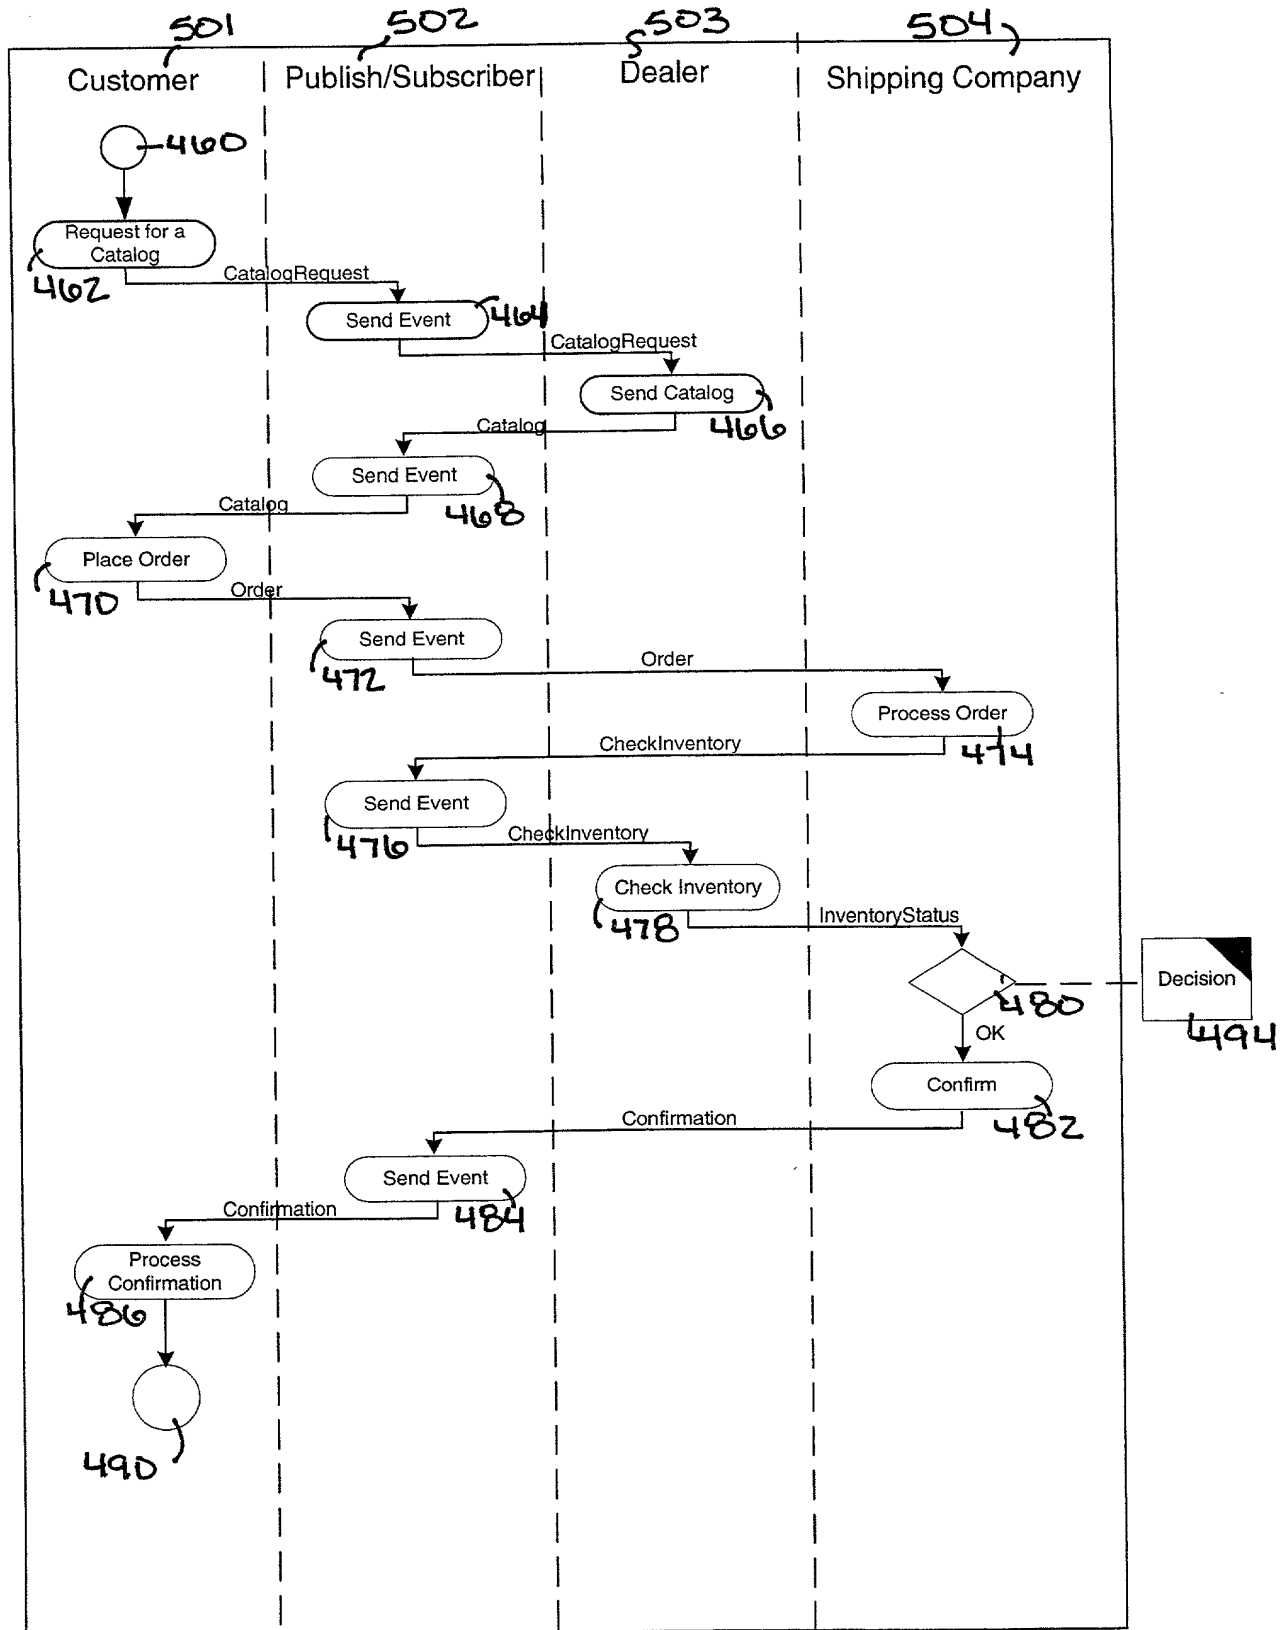 501 502 503 504
Customer Publish/Subscriber Dealer Shipping Company
460
Request for a
Catalog
462
CatalogRequest
Send Event
464
CatalogRequest
Send Catalog
466
Catalog
Send Event
468
Catalog
Place Order
470
Order
Send Event
472
Order
Process Order
474
CheckInventory
Send Event
476
CheckInventory
Check Inventory
478
InventoryStatus
480
Decision
494
OK
Confirm
482
Confirmation
Send Event
484
Confirmation
Process
Confirmation
486
490